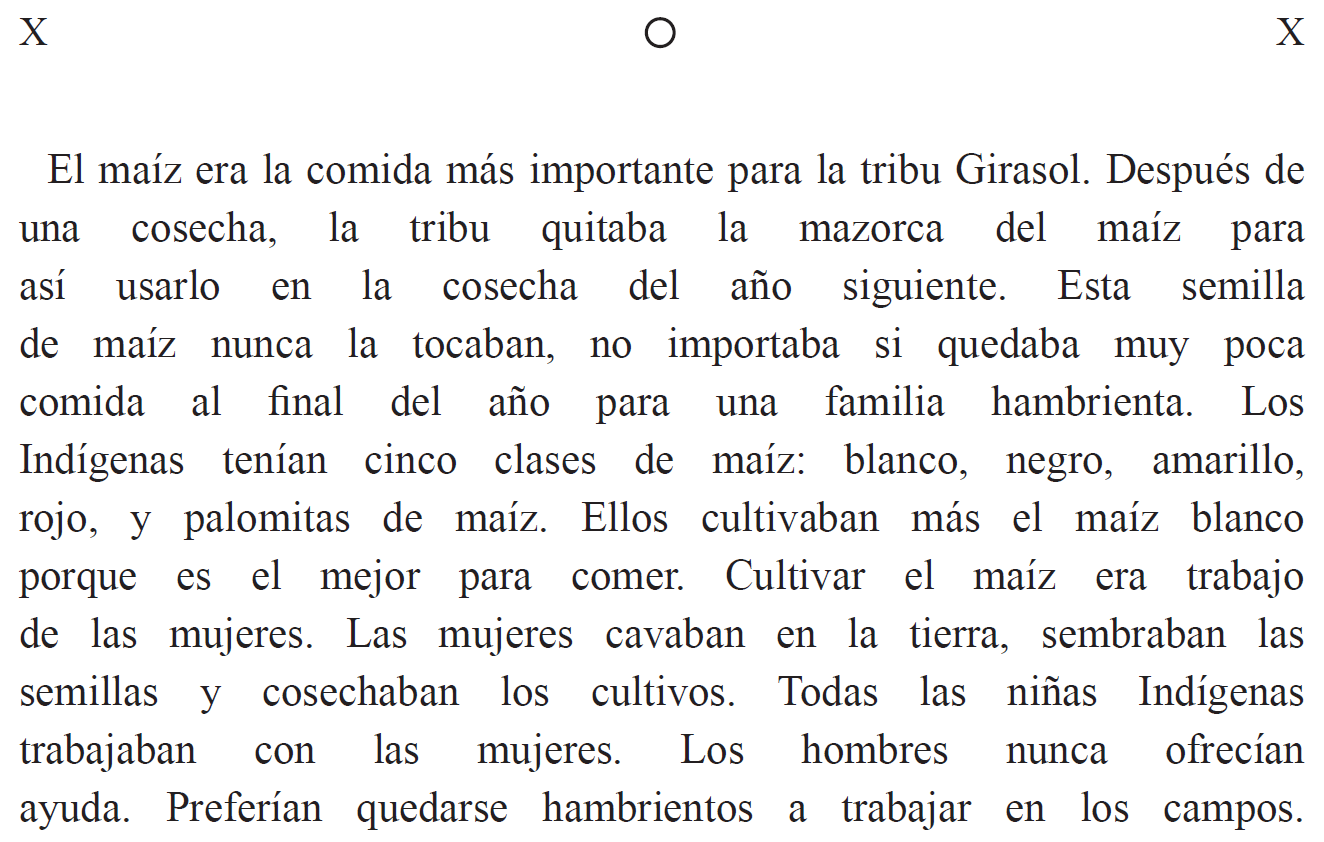 X O X
El maíz era la comida más importante para la tribu Girasol. Después de
una cosecha, la tribu quitaba la mazorca del maíz para
así usarlo en la cosecha del año siguiente. Esta semilla
de maíz nunca la tocaban, no importaba si quedaba muy poca
comida al final del año para una familia hambrienta. Los
Indígenas tenían cinco clases de maíz: blanco, negro, amarillo,
rojo, y palomitas de maíz. Ellos cultivaban más el maíz blanco
porque es el mejor para comer. Cultivar el maíz era trabajo
de las mujeres. Las mujeres cavaban en la tierra, sembraban las
semillas y cosechaban los cultivos. Todas las niñas Indígenas
trabajaban con las mujeres. Los hombres nunca ofrecían
ayuda. Preferían quedarse hambrientos a trabajar en los campos.